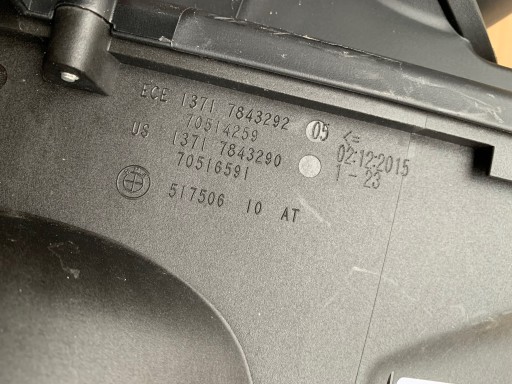 ECE 1371 7843292 05 <=
70514259 02:12:2015
US 1371 7843290 1-23
70516591
517506 10 AT